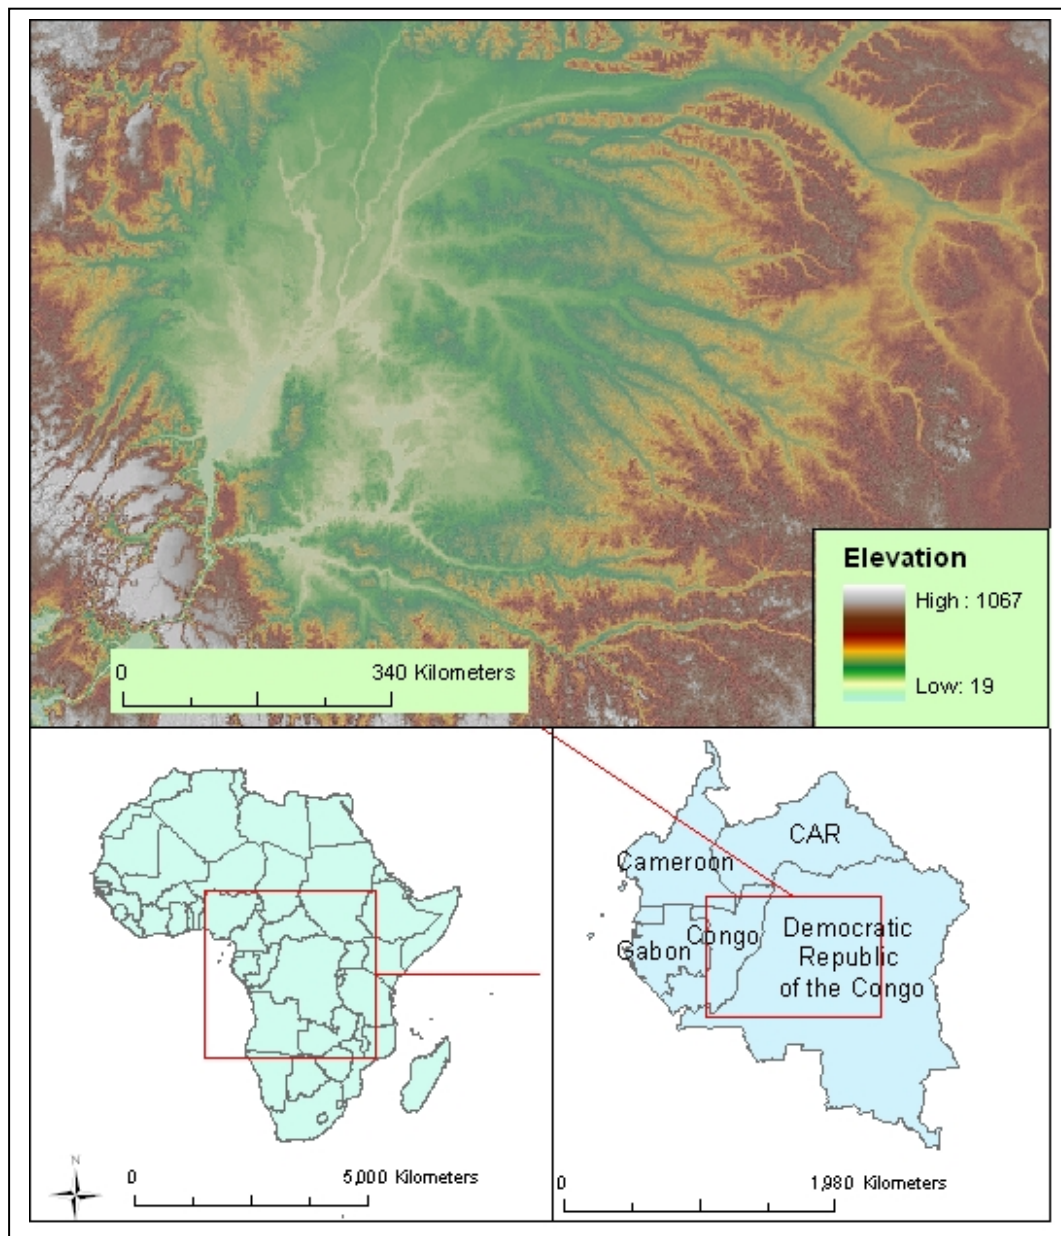 Elevation
High : 1067
Low: 19
0 340 Kilometers
CAR
Cameroon
Congo
Gabon
Democratic
Republic
of the Congo
N
0 5,000 Kilometers
0 1,980 Kilometers